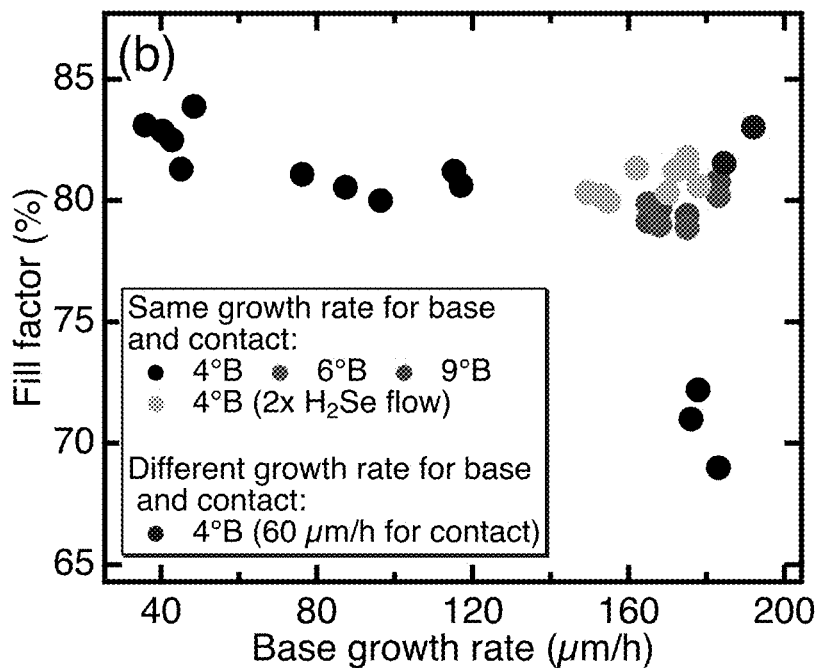 (b)
85
80
75
70
65
Fill factor (%)
Same growth rate for base
and contact:
4°B 6°B 9°B
4°B (2x H₂Se flow)
Different growth rate for base
and contact:
4°B (60 μm/h for contact)
40 80 120 160 200
Base growth rate (μm/h)